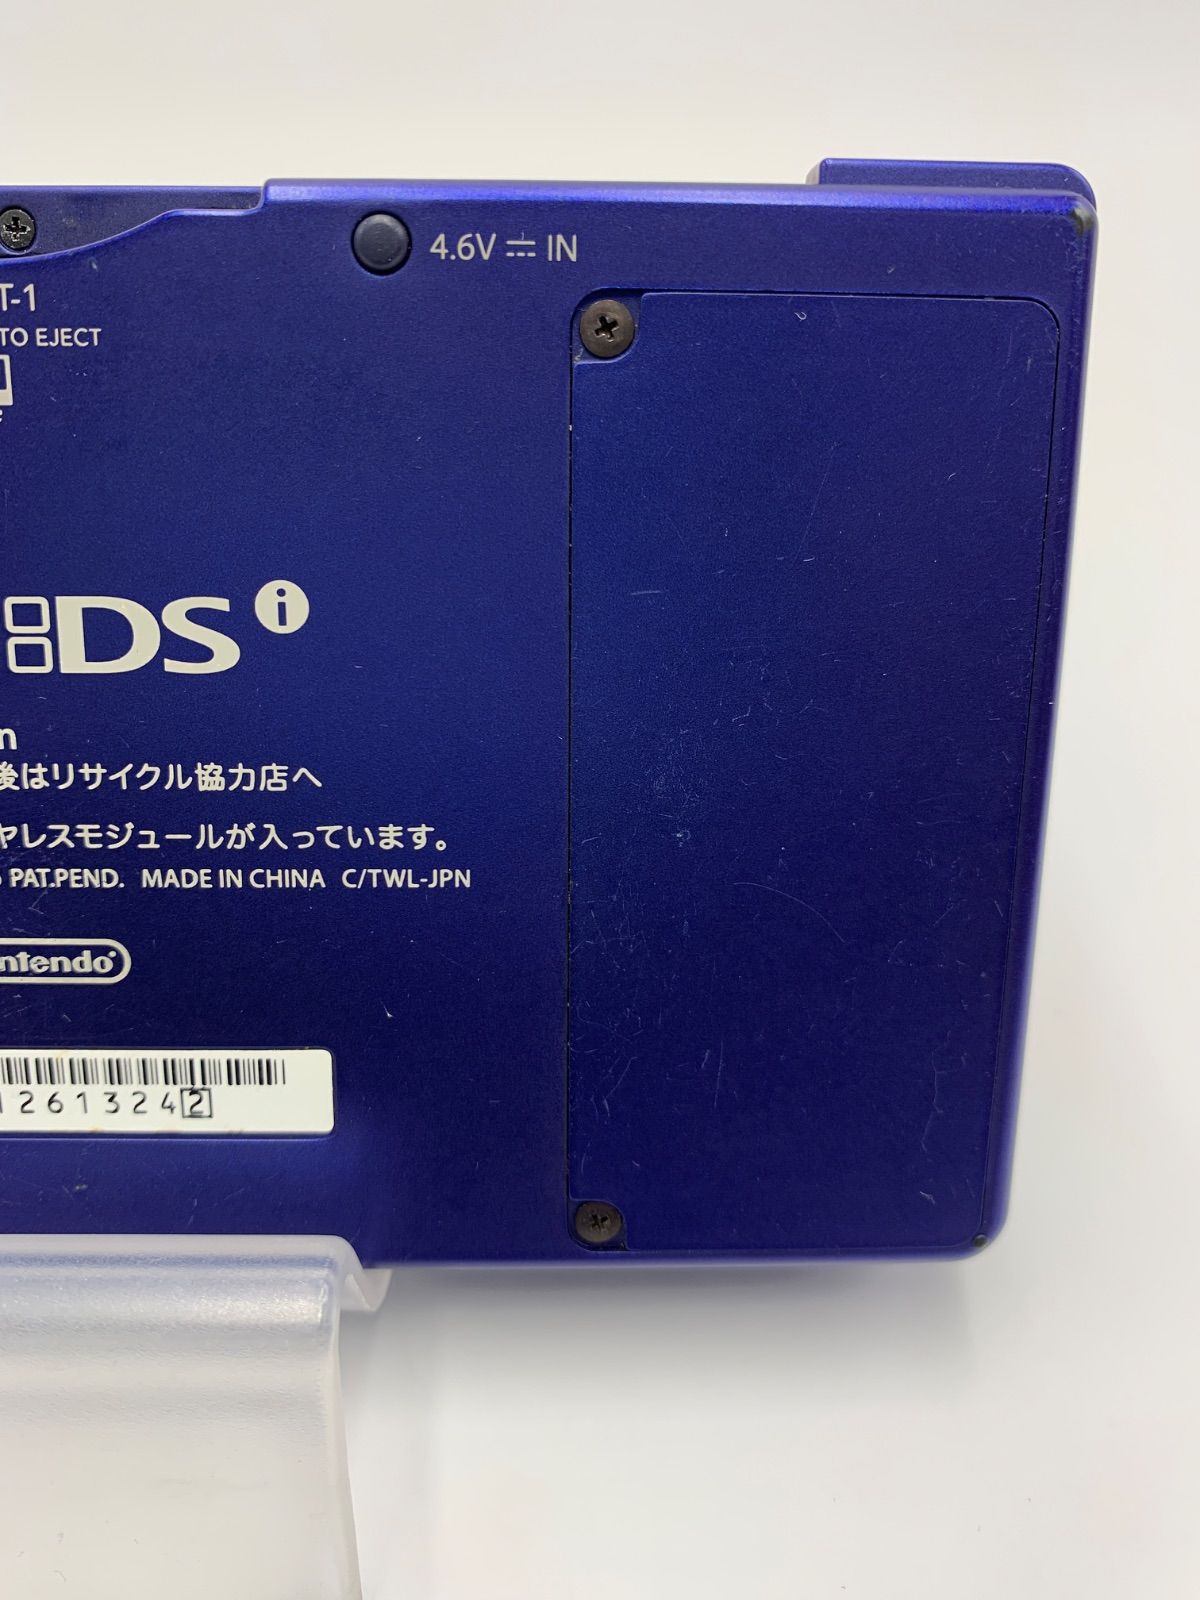 4.6V ⎓ IN
T-1
TO EJECT
DSi
n
後はリサイクル協力店へ
ヤレスモジュールが入っています。
PAT.PEND. MADE IN CHINA C/TWL-JPN
ntendo
12613242